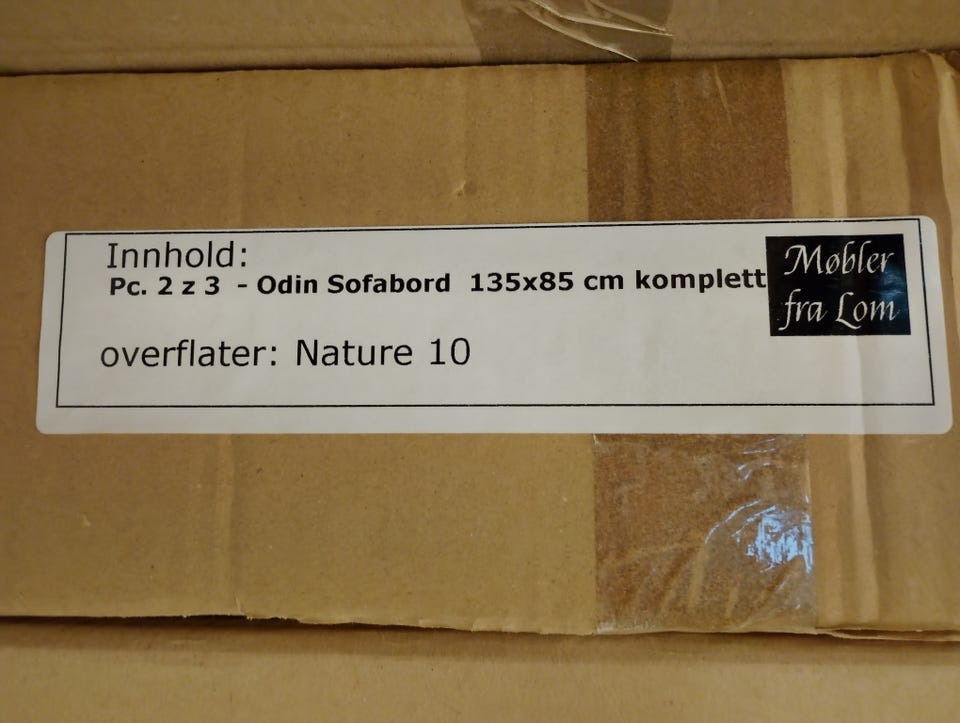 Innhold:
Pc. 2 z 3 - Odin Sofabord 135x85 cm komplett
overflater: Nature 10
Møbler
fra Lom